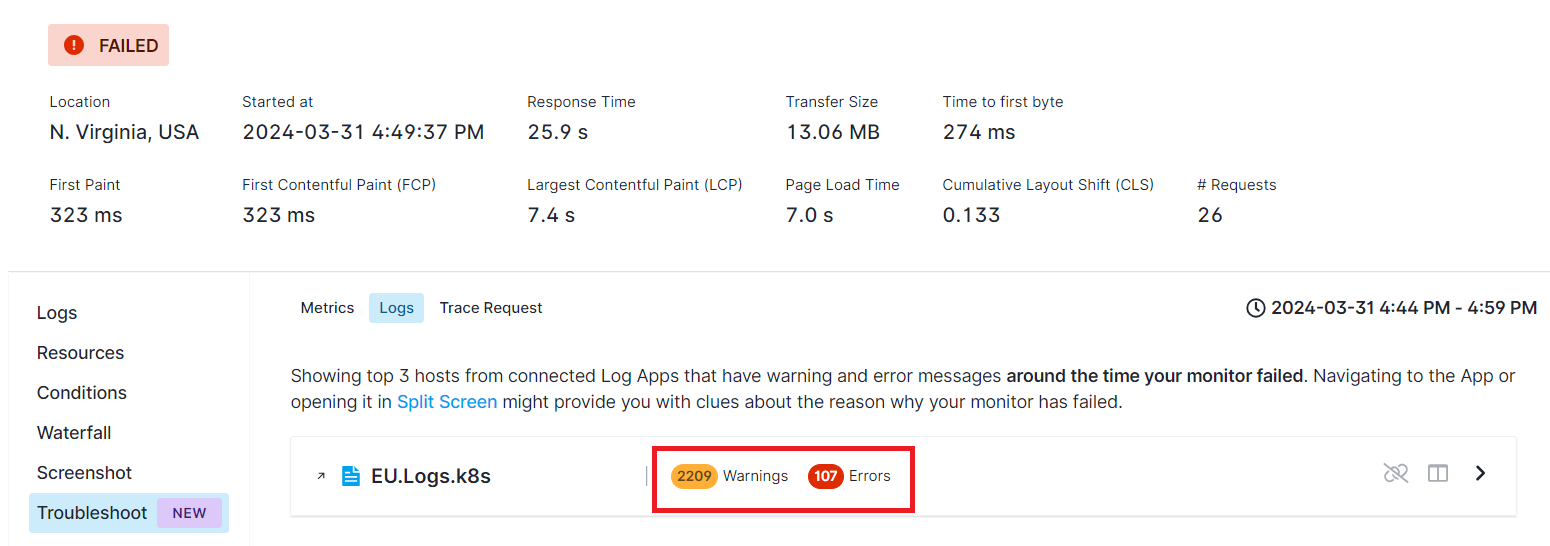 FAILED
Location Started at Response Time Transfer Size Time to first byte
N. Virginia, USA 2024-03-31 4:49:37 PM 25.9 s 13.06 MB 274 ms
First Paint First Contentful Paint (FCP) Largest Contentful Paint (LCP) Page Load Time Cumulative Layout Shift (CLS) # Requests
323 ms 323 ms 7.4 s 7.0 s 0.133 26
Logs
Resources
Conditions
Waterfall
Screenshot
Troubleshoot NEW
Metrics Logs Trace Request 2024-03-31 4:44 PM - 4:59 PM
Showing top 3 hosts from connected Log Apps that have warning and error messages around the time your monitor failed. Navigating to the App or
opening it in Split Screen might provide you with clues about the reason why your monitor has failed.
EU.Logs.k8s 2209 Warnings 107 Errors